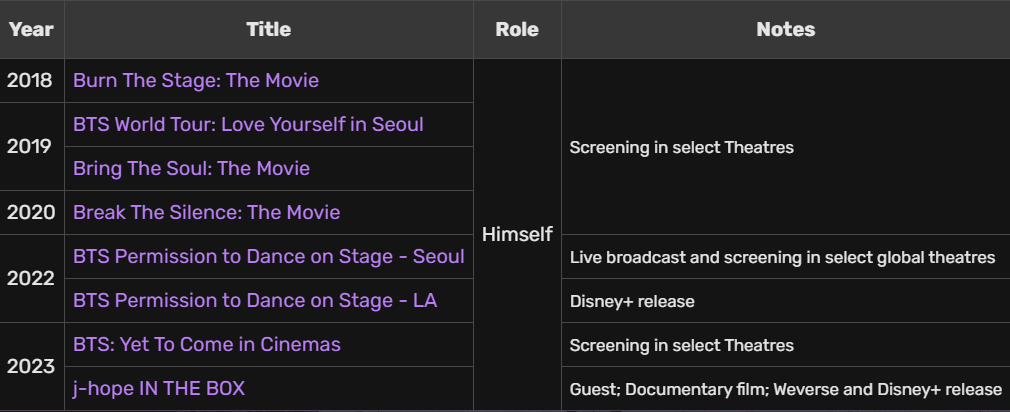 Year Title Role Notes
2018 Burn The Stage: The Movie
2019 BTS World Tour: Love Yourself in Seoul
Bring The Soul: The Movie
Screening in select Theatres
2020 Break The Silence: The Movie
Himself
2022 BTS Permission to Dance on Stage - Seoul Live broadcast and screening in select global theatres
BTS Permission to Dance on Stage - LA Disney+ release
2023 BTS: Yet To Come in Cinemas Screening in select Theatres
j-hope IN THE BOX Guest; Documentary film; Weverse and Disney+ release